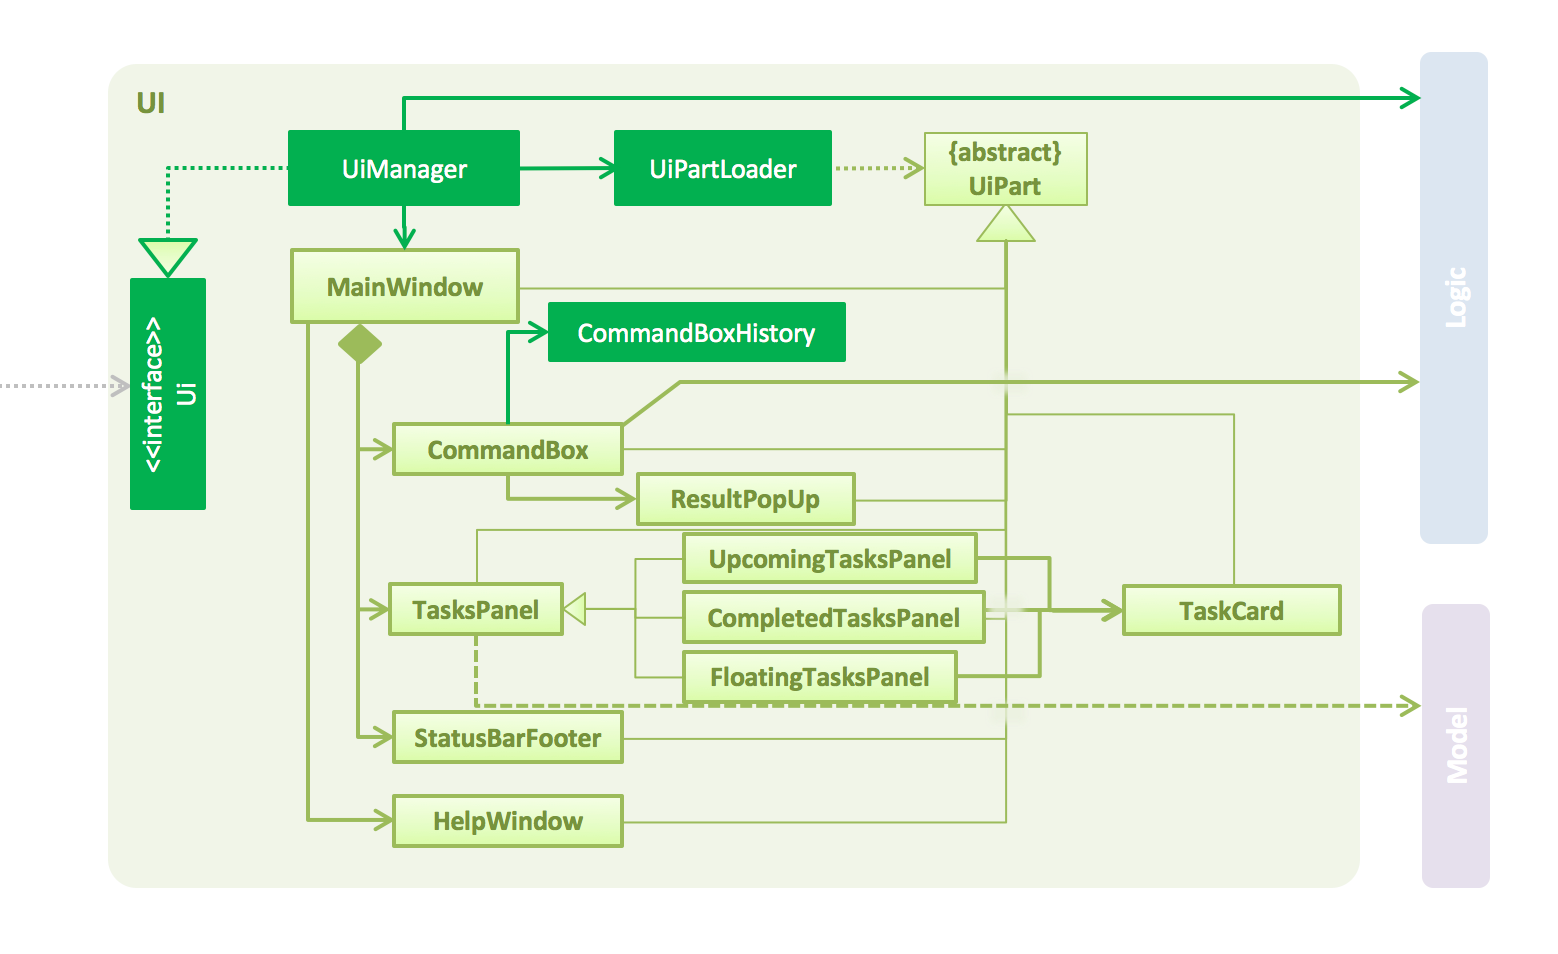 UI
UiManager
UiPartLoader
{abstract}
UiPart
MainWindow
CommandBoxHistory
<<interface>>
Ui
Logic
CommandBox
ResultPopUp
UpcomingTasksPanel
TasksPanel
CompletedTasksPanel
TaskCard
FloatingTasksPanel
StatusBarFooter
Model
HelpWindow